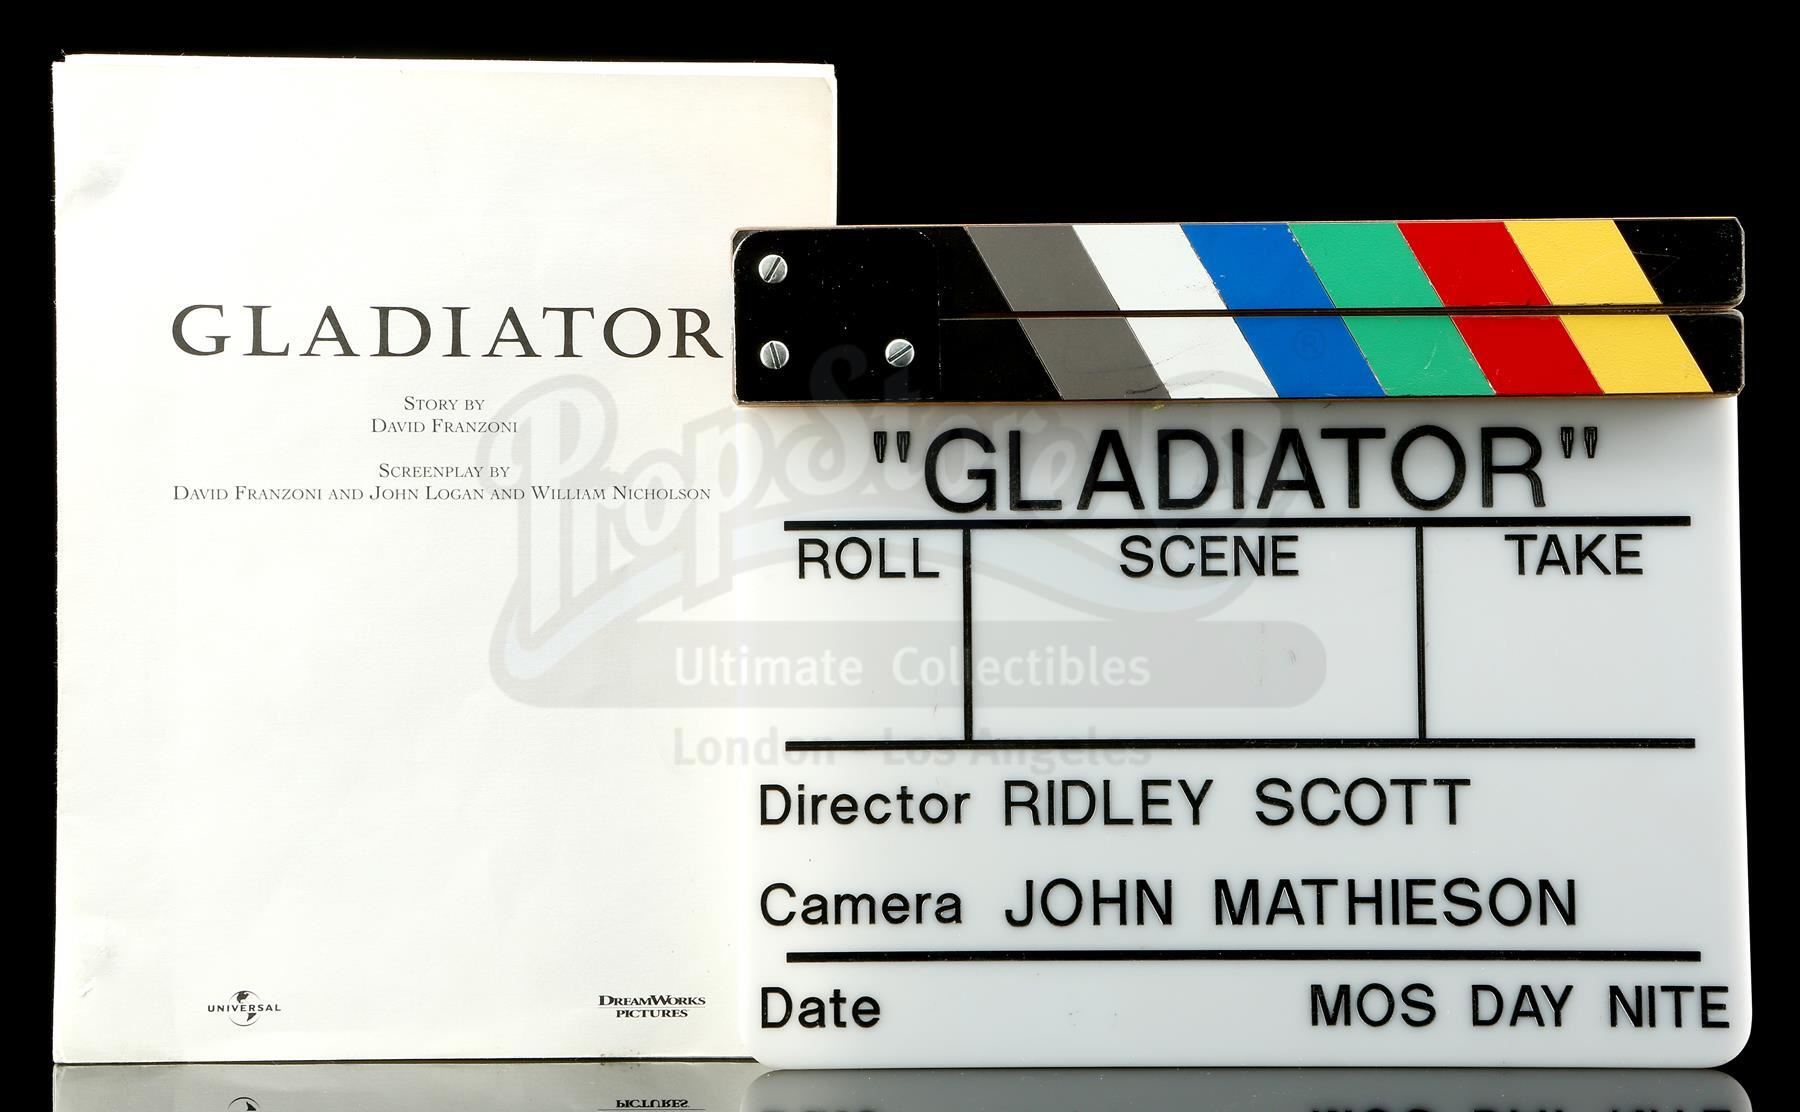 GLADIATOR
STORY BY
DAVID FRANZONI
SCREENPLAY BY
DAVID FRANZONI AND JOHN LOGAN AND WILLIAM NICHOLSON
UNIVERSAL
DREAMWORKS
PICTURES
"GLADIATOR"
ROLL SCENE TAKE
Director RIDLEY SCOTT
Camera JOHN MATHIESON
Date MOS DAY NITE
PropStore
®
Ultimate Collectibles
London - Los Angeles